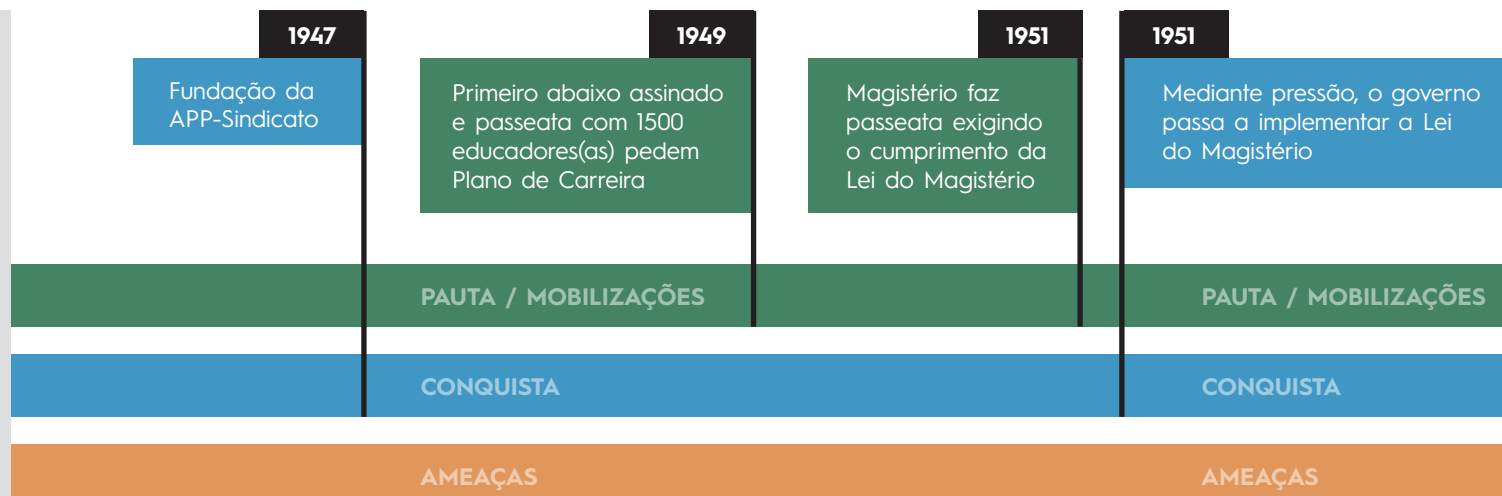 1947
Fundação da
APP-Sindicato
1949
Primeiro abaixo assinado
e passeata com 1500
educadores(as) pedem
Plano de Carreira
1951
Magistério faz
passeata exigindo
o cumprimento da
Lei do Magistério
1951
Mediante pressão, o governo
passa a implementar a Lei
do Magistério
PAUTA / MOBILIZAÇÕES
PAUTA / MOBILIZAÇÕES
CONQUISTA
CONQUISTA
AMEAÇAS
AMEAÇAS